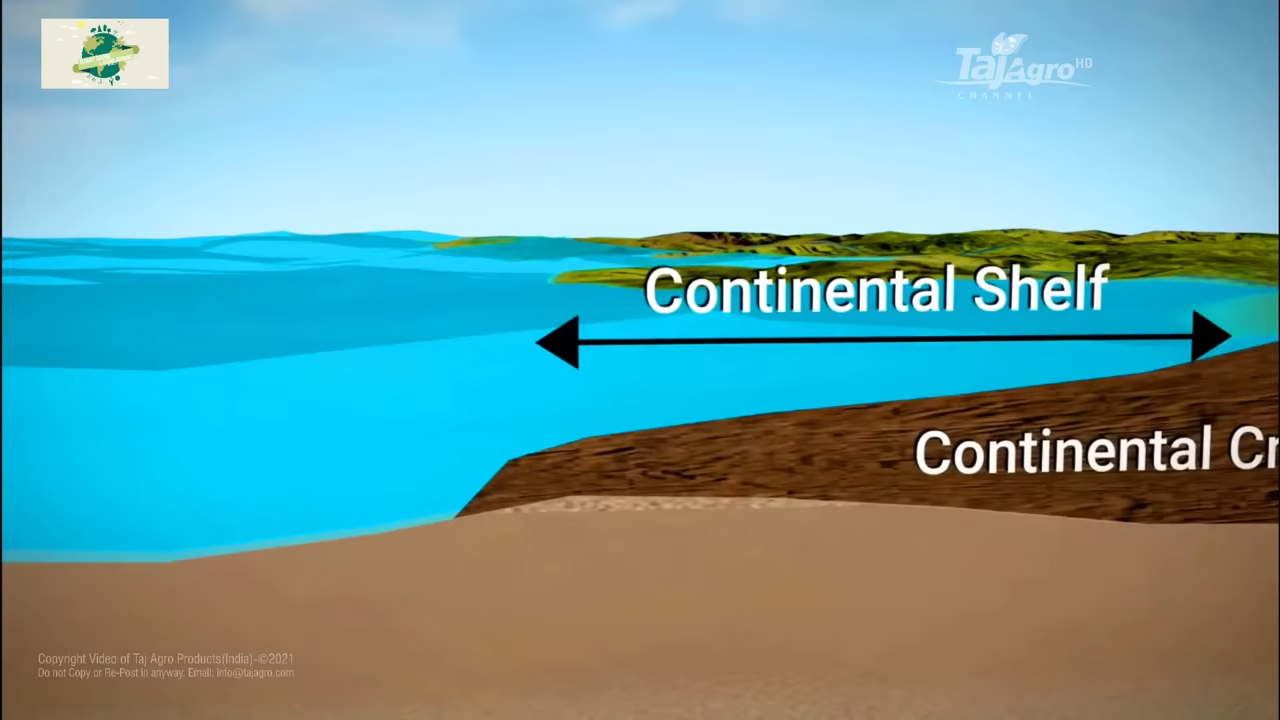 TajAgro HD
CHANNEL
Continental Shelf
Continental Cr
Copyright Video of Taj Agro Products(India)-©2021
Do not Copy or Re-Post in anyway. Email: info@tajagro.com